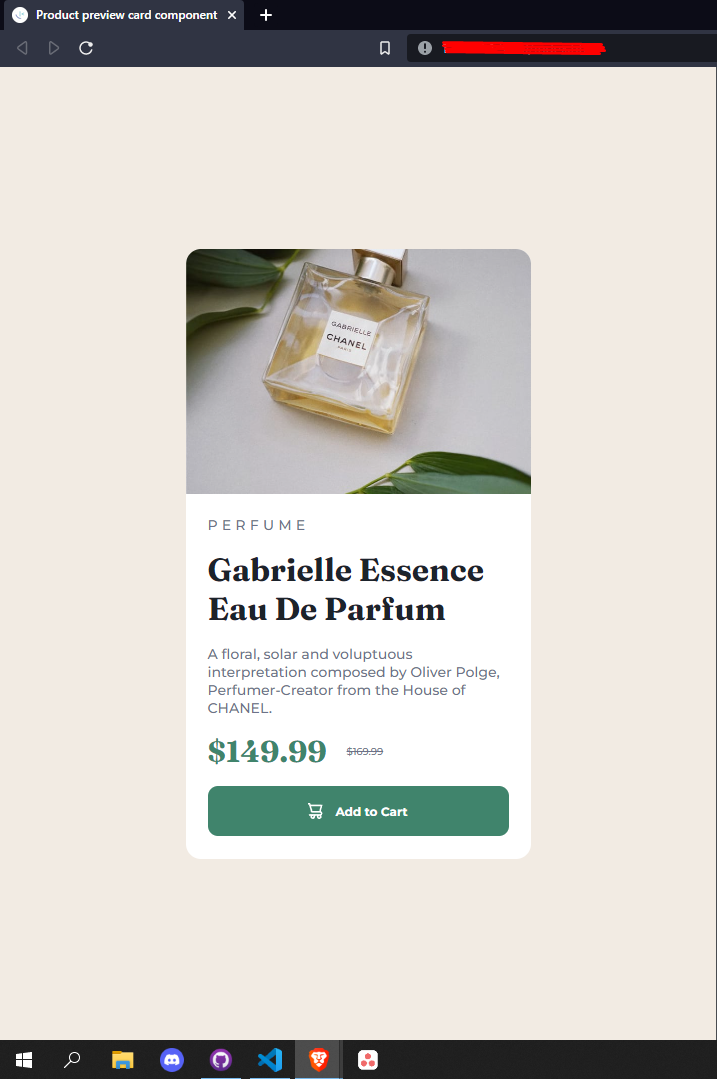 Product preview card component
GABRIELLE
CHANEL
PARIS
PERFUME
Gabrielle Essence
Eau De Parfum
A floral, solar and voluptuous
interpretation composed by Oliver Polge,
Perfumer-Creator from the House of
CHANEL.
$149.99 $169.99
Add to Cart